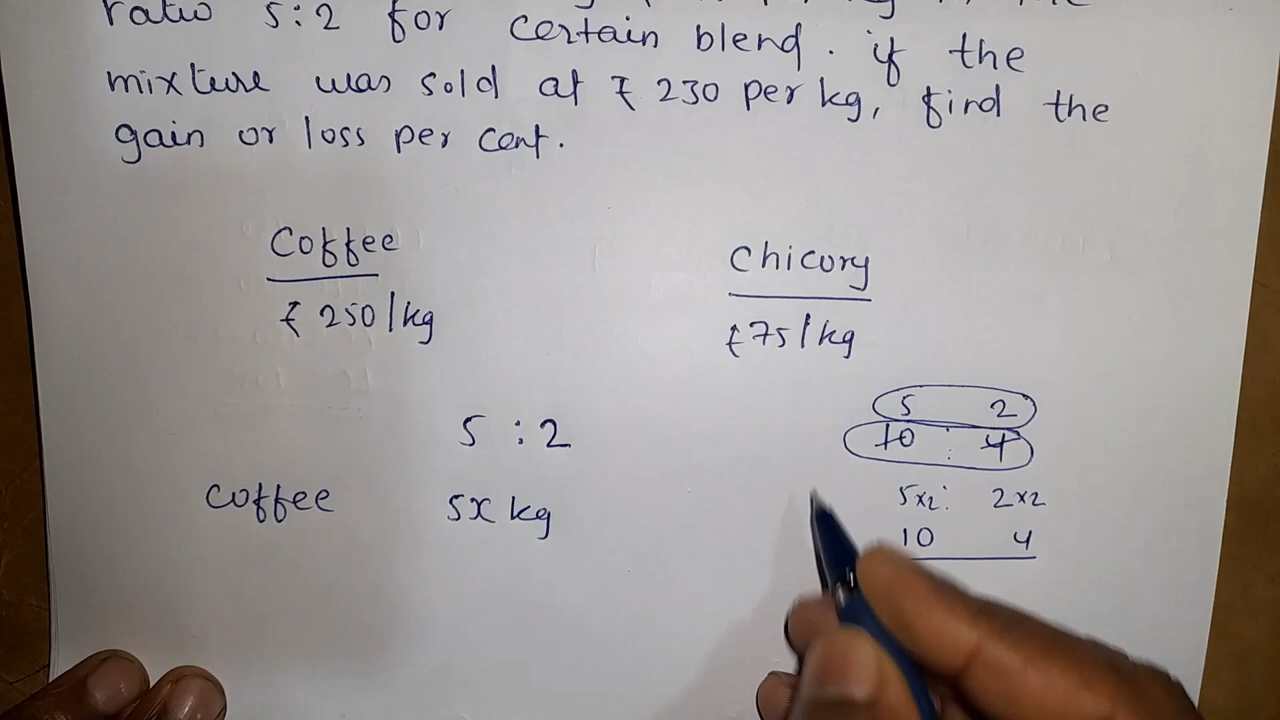 ratio 5:2 for certain blend. if the
mixture was sold at ₹ 230 per kg, find the
gain or loss per cent.
Coffee
₹ 250/kg
Chicory
₹75/kg
5 : 2
5 2
10 : 4
5x2: 2x2
10 4
coffee 5x kg